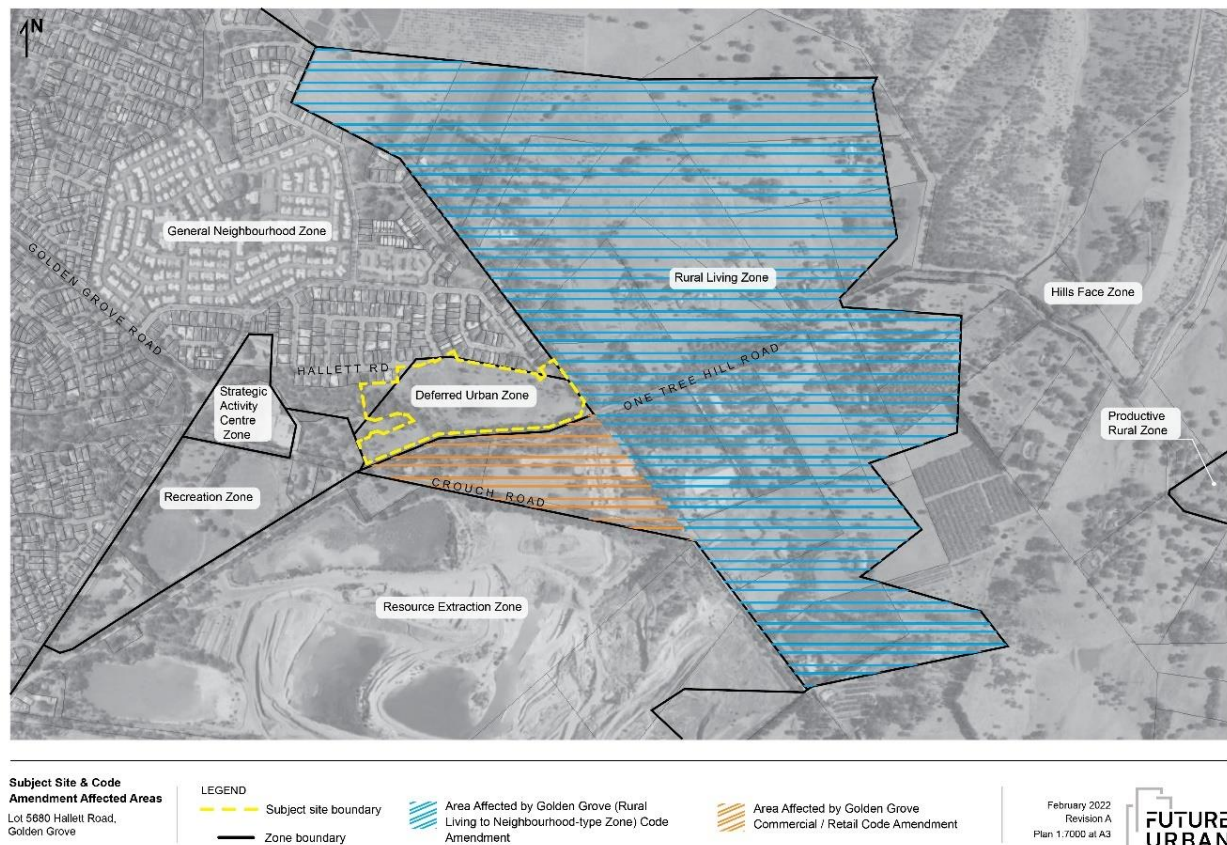 N
General Neighbourhood Zone
GOLDEN GROVE ROAD
Rural Living Zone
Hills Face Zone
HALLETT RD
ONE TREE HILL ROAD
Strategic
Activity
Centre
Zone
Deferred Urban Zone
Productive
Rural Zone
Recreation Zone
CROUCH ROAD
Resource Extraction Zone
Subject Site & Code
Amendment Affected Areas
Lot 5680 Hallett Road,
Golden Grove
LEGEND
Subject site boundary
Zone boundary
Area Affected by Golden Grove (Rural
Living to Neighbourhood-type Zone) Code
Amendment
Area Affected by Golden Grove
Commercial / Retail Code Amendment
February 2022
Revision A
Plan 1:7000 at A3
FUTURE
URBAN